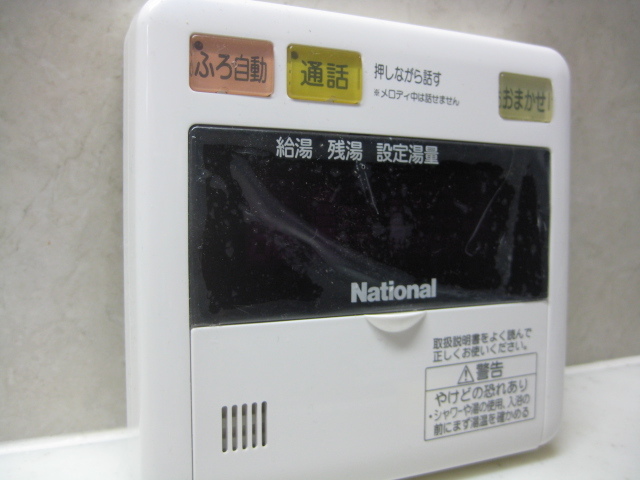 ふろ自動
通話
押しながら話す
※メロディ中は話せません
おまかせ
給湯 残湯 設定湯量
National
取扱説明書をよく読んで
正しくお使いください。
⚠警告
やけどの恐れあり
・シャワーや湯の使用、入浴の
前にまず湯温を確かめる